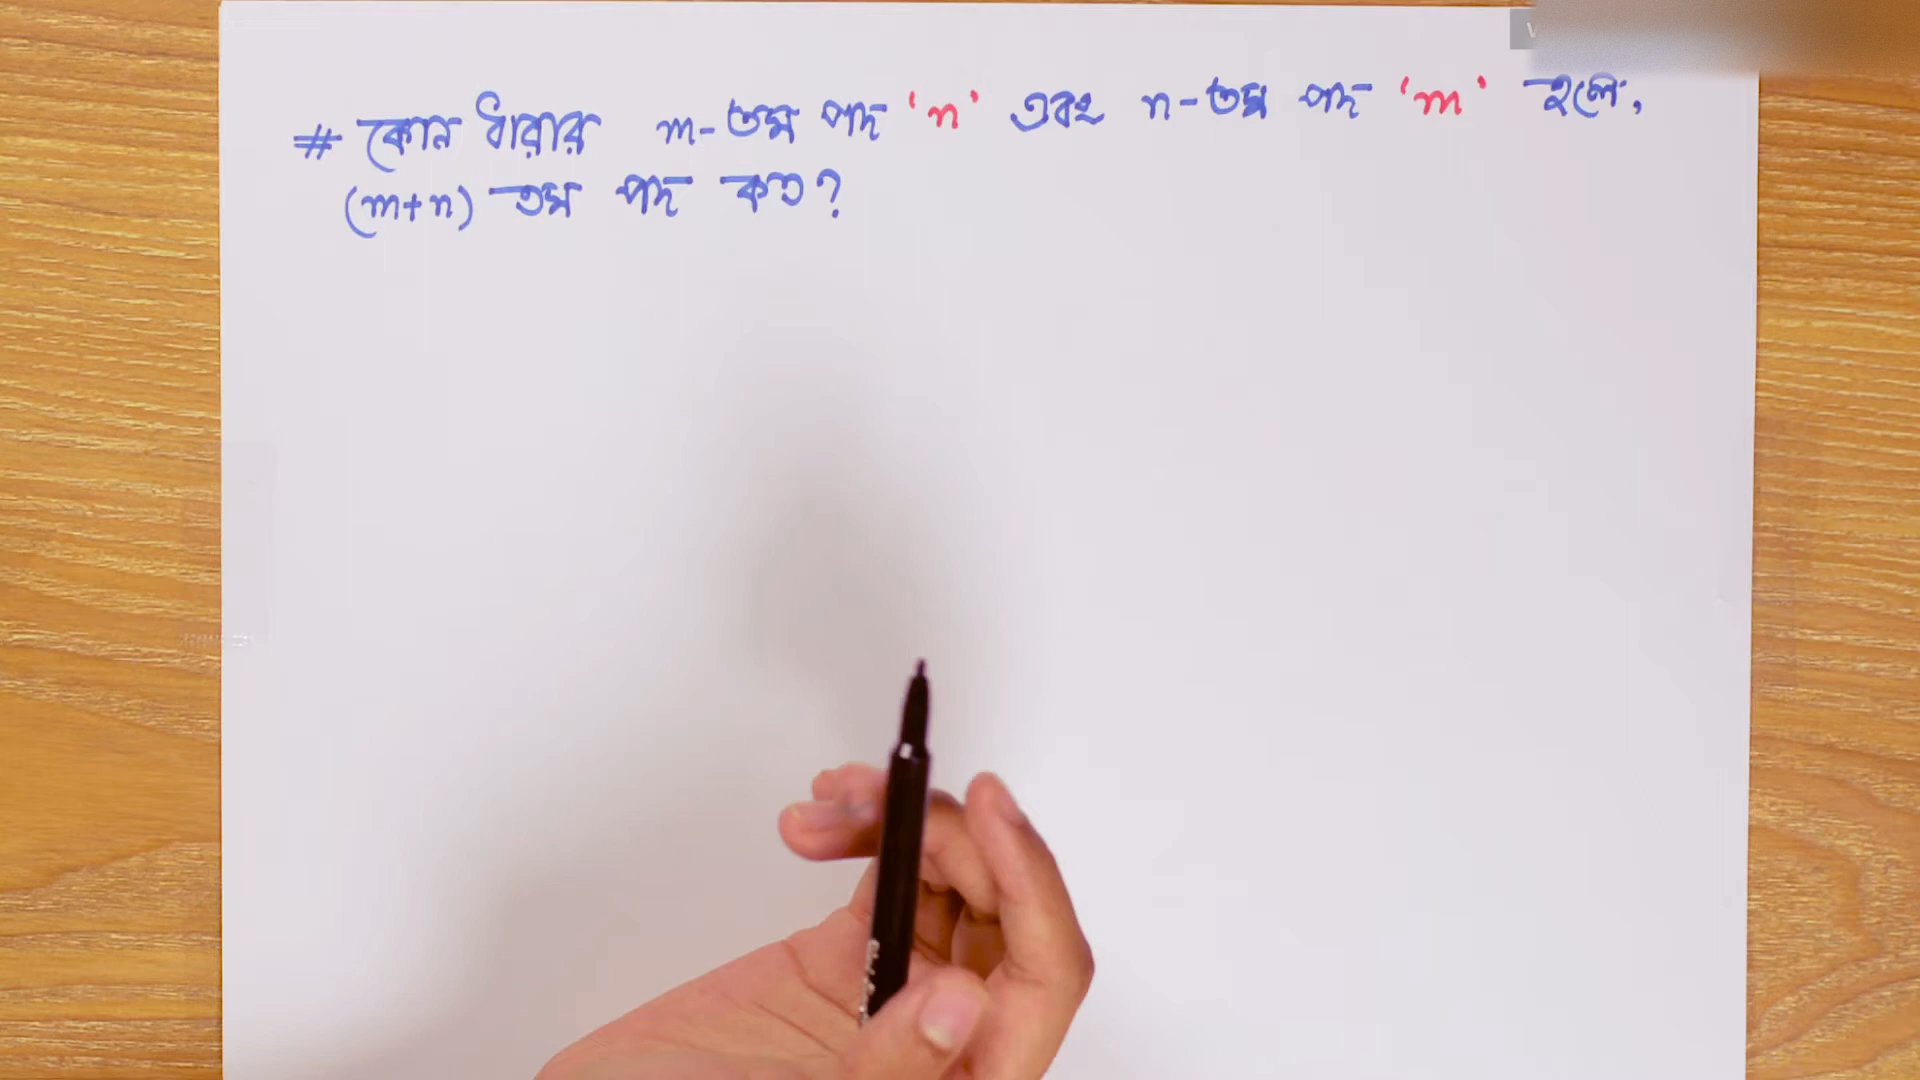 # কোন ধারার m-তম পদ 'n' এবং n-তম পদ 'm' হলে,
(m+n) তম পদ কত?